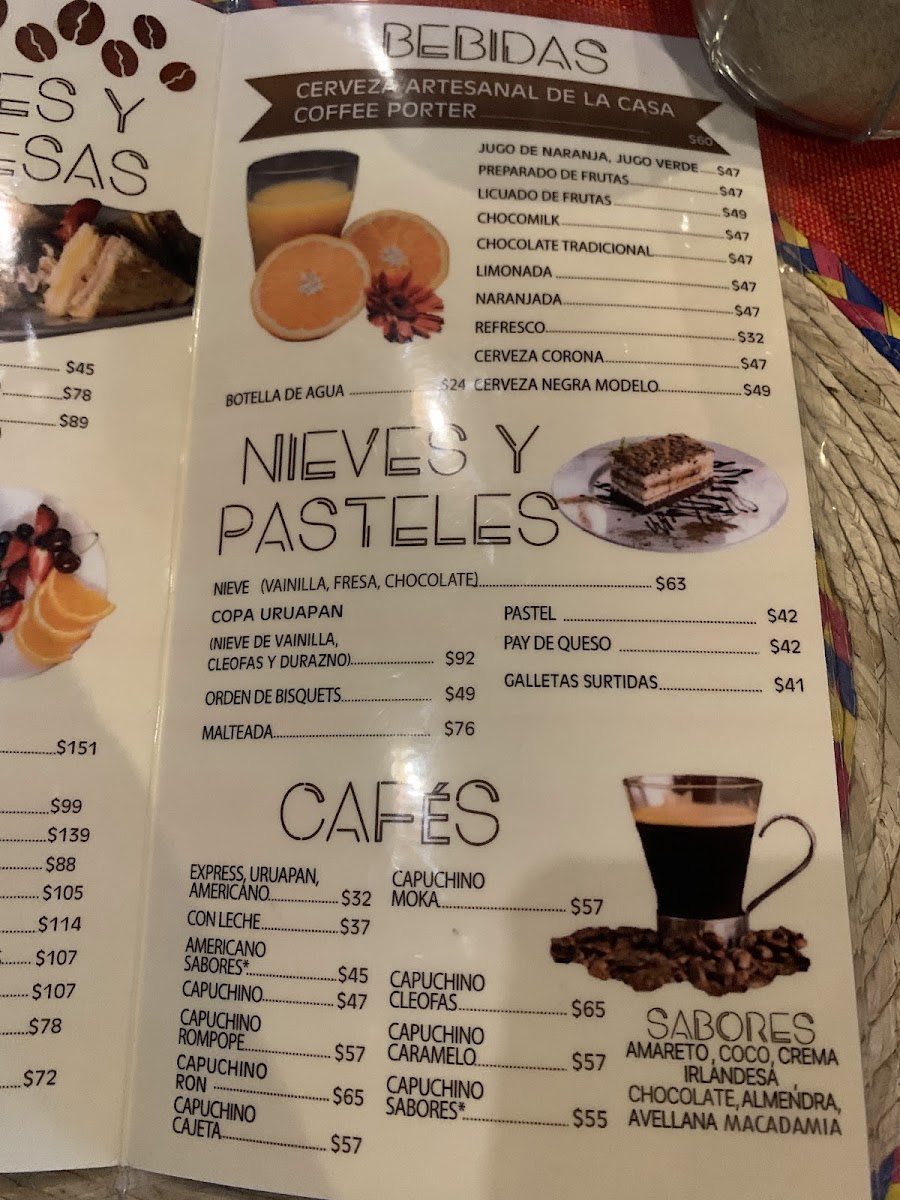 ES Y
ESAS
$45
$78
$89
$151
$99
$139
$88
$105
$114
$107
$107
$78
$72
BEBIDAS
CERVEZA ARTESANAL DE LA CASA
COFFEE PORTER $60
JUGO DE NARANJA, JUGO VERDE $47
PREPARADO DE FRUTAS $47
LICUADO DE FRUTAS $49
CHOCOMILK $47
CHOCOLATE TRADICIONAL $47
LIMONADA $47
NARANJADA $47
REFRESCO $32
CERVEZA CORONA $47
BOTELLA DE AGUA $24 CERVEZA NEGRA MODELO $49
NIEVES Y
PASTELES
NIEVE (VAINILLA, FRESA, CHOCOLATE) $63
COPA URUAPAN
(NIEVE DE VAINILLA,
CLEOFAS Y DURAZNO) $92
ORDEN DE BISQUETS $49
MALTEADA $76
PASTEL $42
PAY DE QUESO $42
GALLETAS SURTIDAS $41
CAFÉS
EXPRESS, URUAPAN,
AMERICANO $32
CON LECHE $37
AMERICANO
SABORES* $45
CAPUCHINO $47
CAPUCHINO
ROMPOPE $57
CAPUCHINO
RON $65
CAPUCHINO
CAJETA $57
CAPUCHINO
MOKA $57
CAPUCHINO
CLEOFAS $65
CAPUCHINO
CARAMELO $57
CAPUCHINO
SABORES* $55
SABORES
AMARETO, COCO, CREMA
IRLANDESA,
CHOCOLATE, ALMENDRA,
AVELLANA MACADAMIA